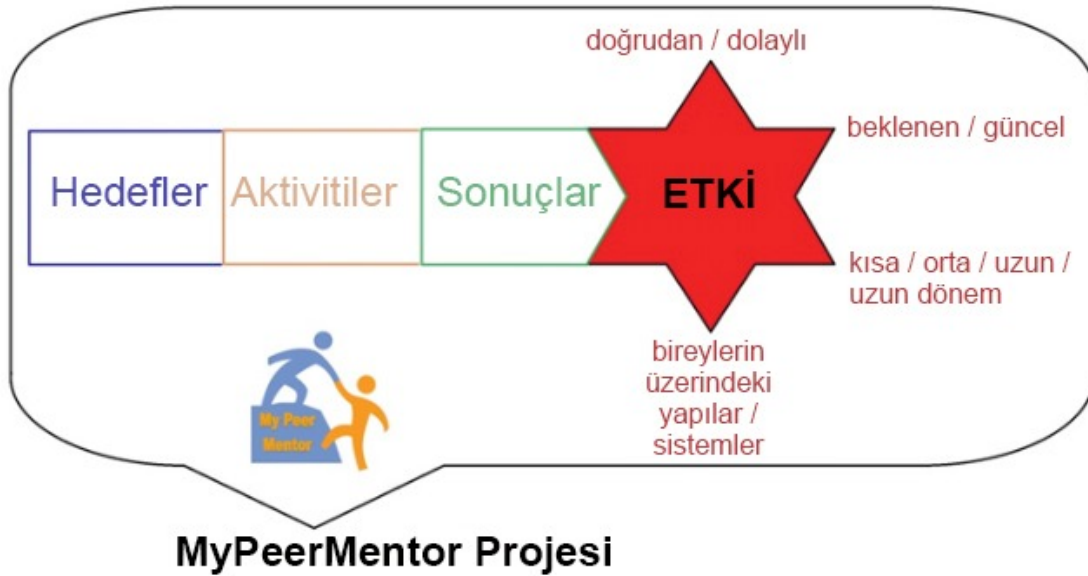 doğrudan / dolaylı
beklenen / güncel
Hedefler
Aktivitiler
Sonuçlar
ETKİ
kısa / orta / uzun /
uzun dönem
bireylerin
üzerindeki
yapılar /
sistemler
My Peer
Mentor
MyPeerMentor Projesi